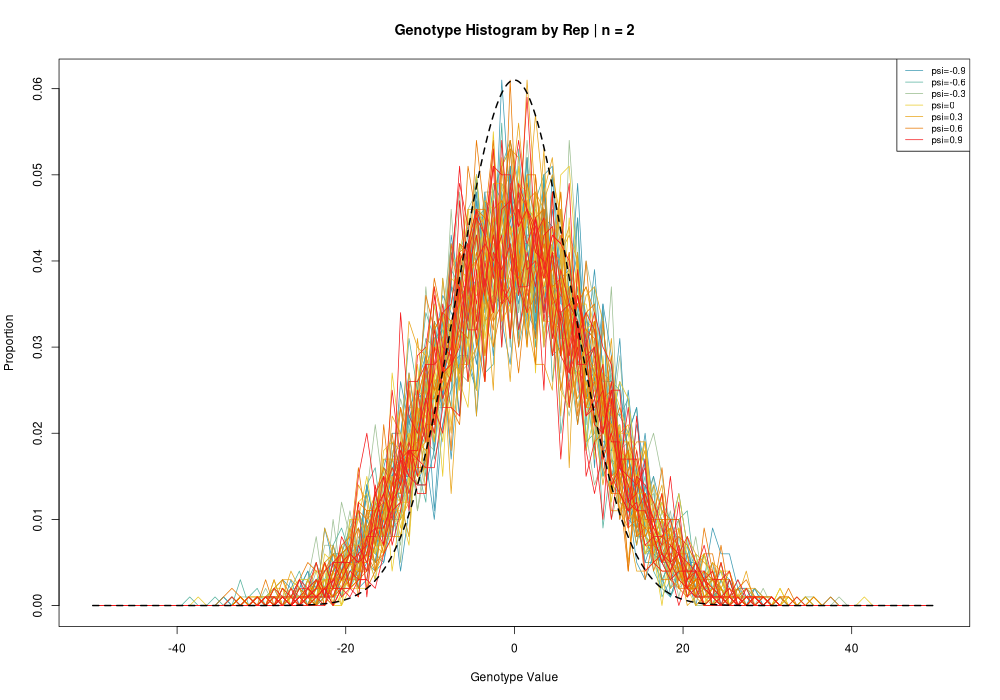 Genotype Histogram by Rep | n = 2
psi=-0.9
psi=-0.6
psi=-0.3
psi=0
psi=0.3
psi=0.6
psi=0.9
Proportion
0.06
0.05
0.04
0.03
0.02
0.01
0.00
-40 -20 0 20 40
Genotype Value